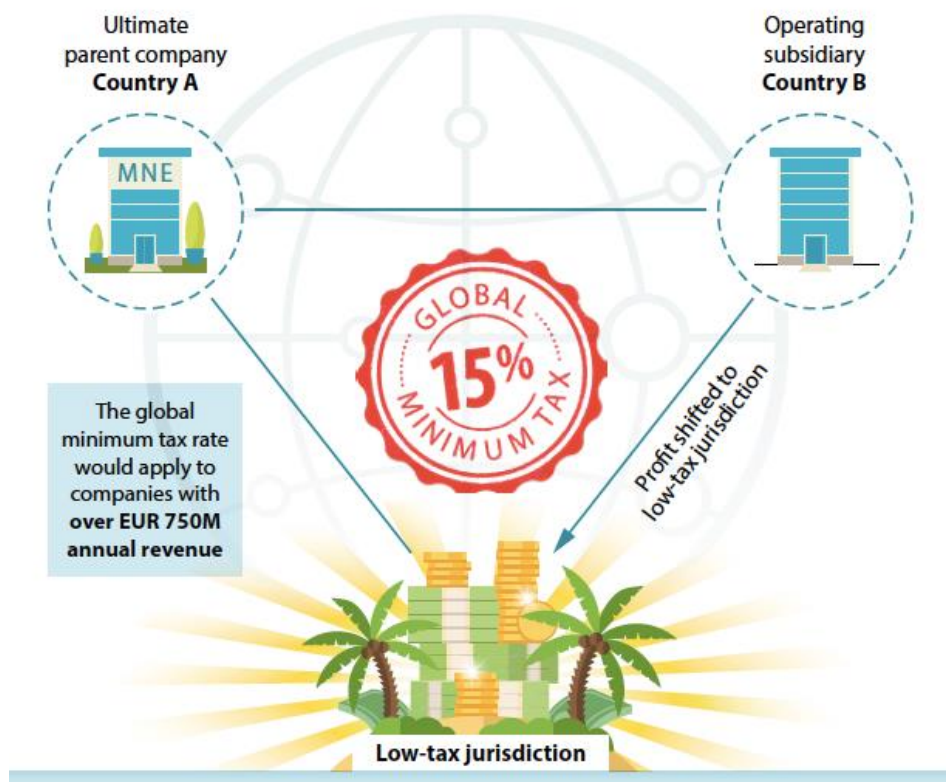 Ultimate
parent company
Country A
Operating
subsidiary
Country B
MNE
GLOBAL
15%
MINIMUM TAX
The global
minimum tax rate
would apply to
companies with
over EUR 750M
annual revenue
Profit shifted to
low-tax jurisdiction
Low-tax jurisdiction